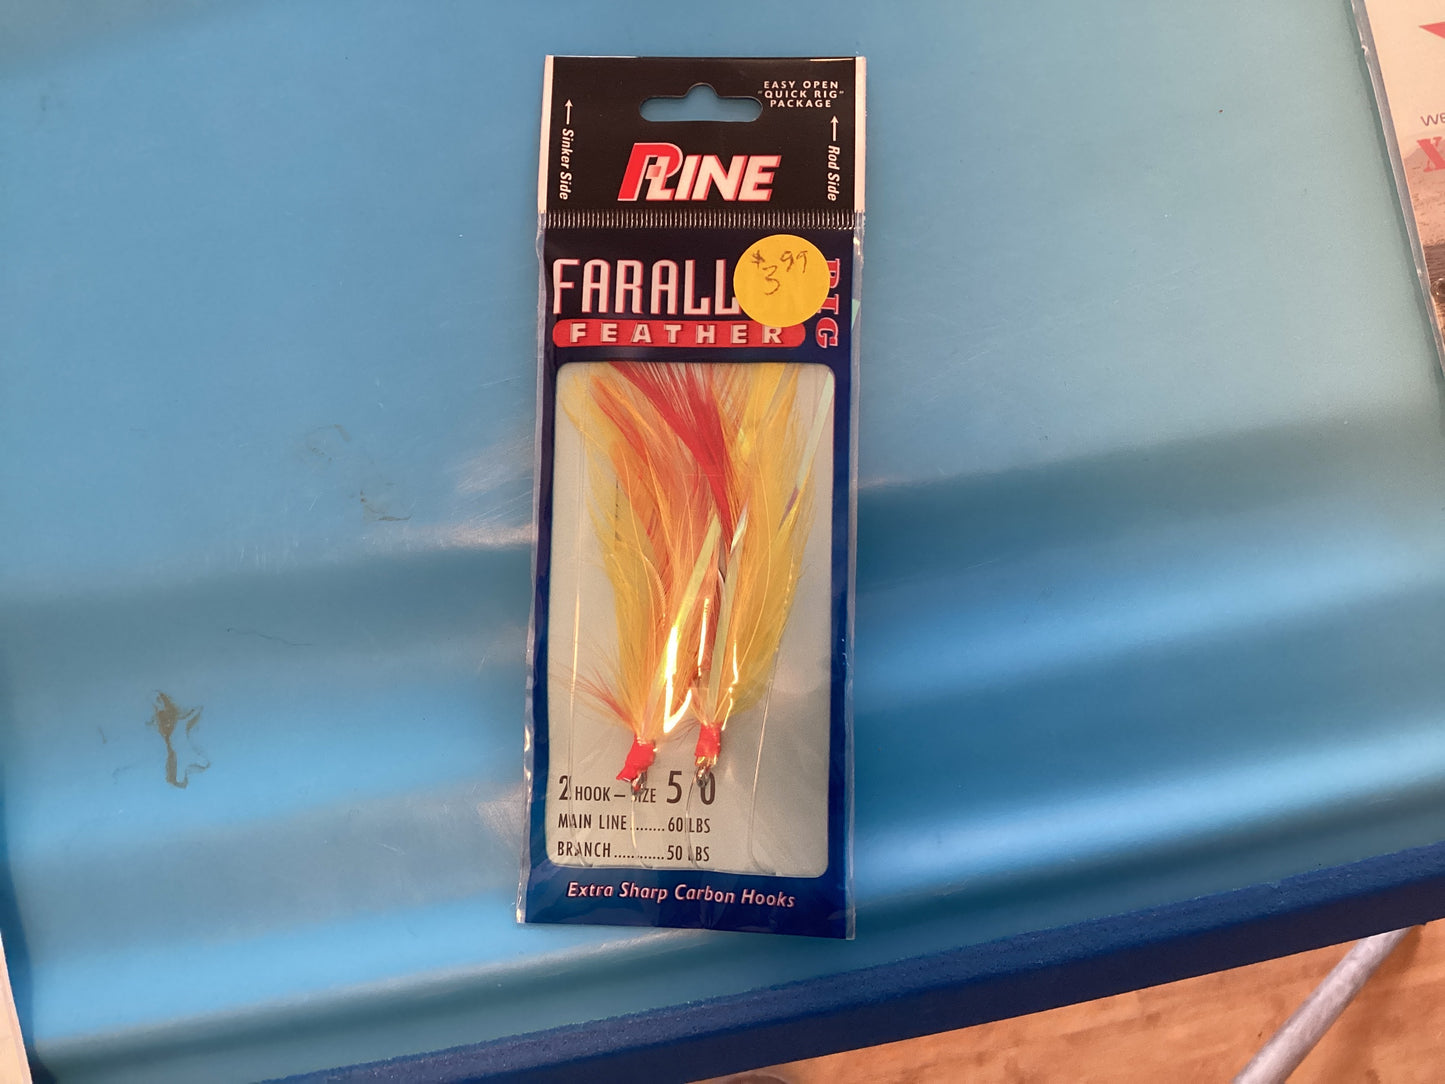 EASY OPEN
"QUICK RIG"
PACKAGE
Sinker Side
Rod Side
P-LINE
$3.99
FARALL
RIG
FEATHER
2 HOOK – SIZE 5/0
MAIN LINE........60 LBS
BRANCH............50 LBS
Extra Sharp Carbon Hooks